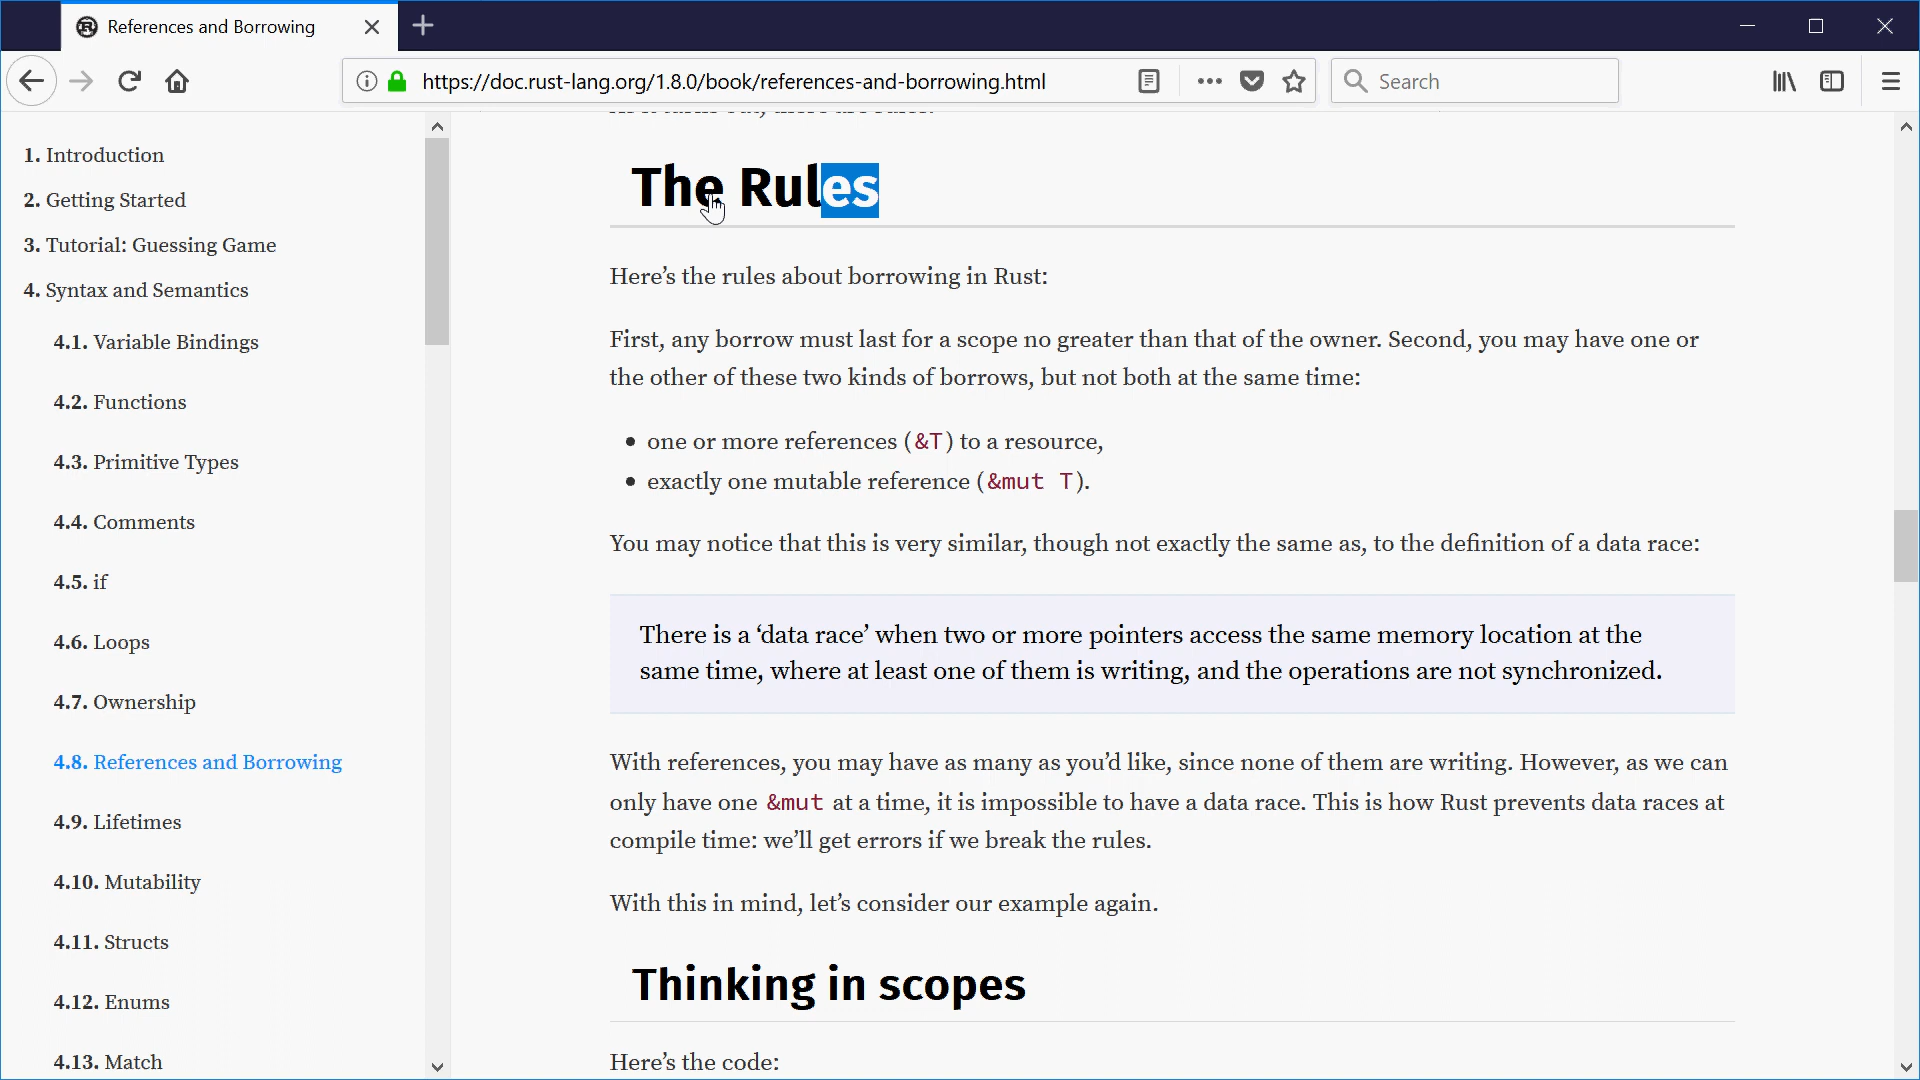 References and Borrowing
https://doc.rust-lang.org/1.8.0/book/references-and-borrowing.html
Search
1. Introduction
2. Getting Started
3. Tutorial: Guessing Game
4. Syntax and Semantics
4.1. Variable Bindings
4.2. Functions
4.3. Primitive Types
4.4. Comments
4.5. if
4.6. Loops
4.7. Ownership
4.8. References and Borrowing
4.9. Lifetimes
4.10. Mutability
4.11. Structs
4.12. Enums
4.13. Match
The Rules
Here’s the rules about borrowing in Rust:
First, any borrow must last for a scope no greater than that of the owner. Second, you may have one or
the other of these two kinds of borrows, but not both at the same time:
• one or more references (&T) to a resource,
• exactly one mutable reference (&mut T).
You may notice that this is very similar, though not exactly the same as, to the definition of a data race:
There is a ‘data race’ when two or more pointers access the same memory location at the
same time, where at least one of them is writing, and the operations are not synchronized.
With references, you may have as many as you’d like, since none of them are writing. However, as we can
only have one &mut at a time, it is impossible to have a data race. This is how Rust prevents data races at
compile time: we’ll get errors if we break the rules.
With this in mind, let’s consider our example again.
Thinking in scopes
Here’s the code: